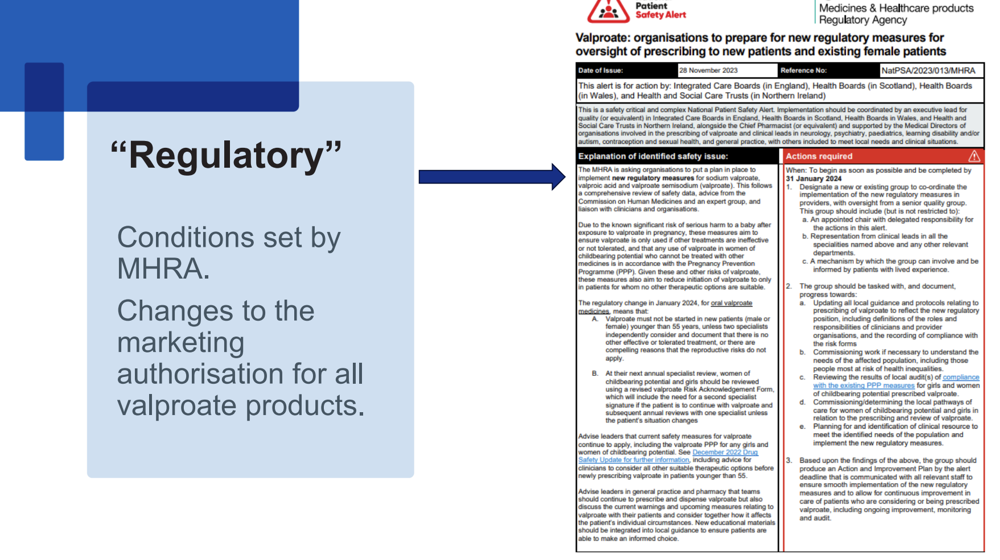 “Regulatory”
Conditions set by
MHRA.
Changes to the
marketing
authorisation for all
valproate products.
Patient
Safety Alert
Medicines & Healthcare products
Regulatory Agency
Valproate: organisations to prepare for new regulatory measures for
oversight of prescribing to new patients and existing female patients
Date of Issue: 28 November 2023 Reference No: NatPSA/2023/013/MHRA
This alert is for action by: Integrated Care Boards (in England), Health Boards (in Scotland), Health Boards
(in Wales), and Health and Social Care Trusts (in Northern Ireland)
This is a safety critical and complex National Patient Safety Alert. Implementation should be coordinated by an executive lead for
quality (or equivalent) in Integrated Care Boards in England, Health Boards in Scotland, Health Boards in Wales, and Health and
Social Care Trusts in Northern Ireland, alongside the Chief Pharmacist (or equivalent) and supported by the Medical Directors of
organisations involved in the prescribing of valproate and clinical leads in neurology, psychiatry, paediatrics, learning disability and/or
autism, contraception and sexual health, and general practice, with others included to meet local needs and clinical situations.
Explanation of identified safety issue:
The MHRA is asking organisations to put a plan in place to
implement new regulatory measures for sodium valproate,
valproic acid and valproate semisodium (valproate). This follows
a comprehensive review of safety data, advice from the
Commission on Human Medicines and an expert group, and
liaison with clinicians and organisations.
Due to the known significant risk of serious harm to a baby after
exposure to valproate in pregnancy, these measures aim to
ensure valproate is only used if other treatments are ineffective
or not tolerated, and that any use of valproate in women of
childbearing potential who cannot be treated with other
medicines is in accordance with the Pregnancy Prevention
Programme (PPP). Given these and other risks of valproate,
these measures also aim to reduce initiation of valproate to only
in patients for whom no other therapeutic options are suitable.
The regulatory change in January 2024, for oral valproate
medicines, means that:
A. Valproate must not be started in new patients (male or
female) younger than 55 years, unless two specialists
independently consider and document that there is no
other effective or tolerated treatment, or there are
compelling reasons that the reproductive risks do not
apply.
B. At their next annual specialist review, women of
childbearing potential and girls should be reviewed
using a revised valproate Risk Acknowledgement Form,
which will include the need for a second specialist
signature if the patient is to continue with valproate and
subsequent annual reviews with one specialist unless
the patient's situation changes
Advise leaders that current safety measures for valproate
continue to apply, including the valproate PPP for any girls and
women of childbearing potential. See December 2022 Drug
Safety Update for further information, including advice for
clinicians to consider all other suitable therapeutic options before
newly prescribing valproate in patients younger than 55.
Advise leaders in general practice and pharmacy that teams
should continue to prescribe and dispense valproate but also
discuss the current warnings and upcoming measures relating to
valproate with their patients and consider together how it affects
the patient's individual circumstances. New educational materials
should be integrated into local guidance to ensure patients are
able to make an informed choice.
Actions required
When: To begin as soon as possible and be completed by
31 January 2024
1. Designate a new or existing group to co-ordinate the
implementation of the new regulatory measures in
providers, with oversight from a senior quality group.
This group should include (but is not restricted to):
a. An appointed chair with delegated responsibility for
the actions in this alert.
b. Representation from clinical leads in all the
specialities named above and any other relevant
departments.
c. A mechanism by which the group can involve and be
informed by patients with lived experience.
2. The group should be tasked with, and document,
progress towards:
a. Updating all local guidance and protocols relating to
prescribing of valproate to reflect the new regulatory
position, including definitions of the roles and
responsibilities of clinicians and provider
organisations, and the recording of compliance with
the risk forms
b. Commissioning work if necessary to understand the
needs of the affected population, including those
people most at risk of health inequalities.
c. Reviewing the results of local audit(s) of compliance
with the existing PPP measures for girls and women
of childbearing potential prescribed valproate.
d. Commissioning/determining the local pathways of
care for women of childbearing potential and girls in
relation to the prescribing and review of valproate.
e. Planning for and identification of clinical resource to
meet the identified needs of the population and
implement the new regulatory measures.
3. Based upon the findings of the above, the group should
produce an Action and Improvement Plan by the alert
deadline that is communicated with all relevant staff to
ensure smooth implementation of the new regulatory
measures and to allow for continuous improvement in
care of patients who are considering or being prescribed
valproate, including ongoing improvement, monitoring
and audit.